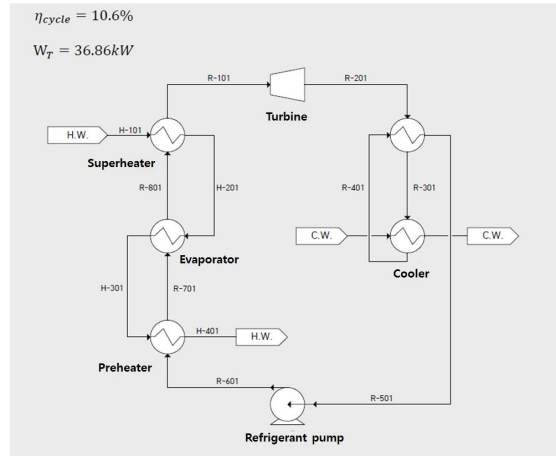 η_cycle = 10.6%
W_T = 36.86kW
R-101
R-201
Turbine
H.W.
H-101
Superheater
R-801
H-201
R-401
R-301
C.W.
C.W.
Evaporator
Cooler
H-301
R-701
H-401
H.W.
Preheater
R-601
R-501
Refrigerant pump